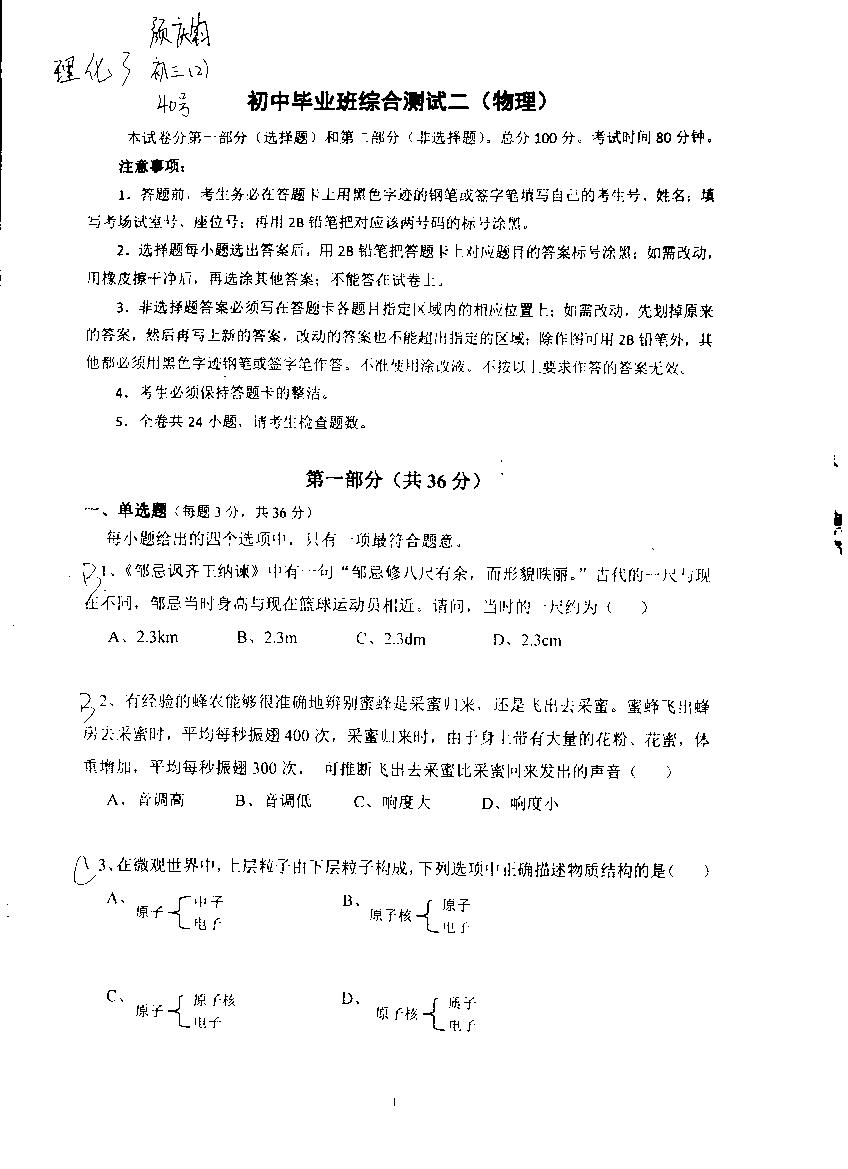 理化3
初三(2)
40号
初中毕业班综合测试二（物理）
本试卷分第一部分（选择题）和第二部分（非选择题）。总分 100 分。考试时间 80 分钟。
注意事项：
1．答题前，考生务必在答题卡上用黑色字迹的钢笔或签字笔填写自己的考生号、姓名；填
写考场试室号、座位号；再用 2B 铅笔把对应该两号码的标号涂黑。
2．选择题每小题选出答案后，用 2B 铅笔把答题卡上对应题目的答案标号涂黑；如需改动，
用橡皮擦干净后，再选涂其他答案；不能答在试卷上。
3．非选择题答案必须写在答题卡各题目指定区域内的相应位置上；如需改动，先划掉原来
的答案，然后再写上新的答案，改动的答案也不能超出指定的区域；除作图可用 2B 铅笔外，其
他都必须用黑色字迹钢笔或签字笔作答。不准使用涂改液。不按以上要求作答的答案无效。
4．考生必须保持答题卡的整洁。
5．全卷共 24 小题，请考生检查题数。
第一部分（共 36 分）
一、单选题（每题 3 分，共 36 分）
每小题给出的四个选项中，只有一项最符合题意。
B 1、《邹忌讽齐王纳谏》中有一句“邹忌修八尺有余，而形貌昳丽。”古代的一尺与现
在不同，邹忌当时身高与现在篮球运动员相近。请问，当时的一尺约为（　　）
A、2.3km B、2.3m C、2.3dm D、2.3cm
B 2、有经验的蜂农能够很准确地辨别蜜蜂是采蜜归来，还是飞出去采蜜。蜜蜂飞出蜂
房去采蜜时，平均每秒振翅 400 次，采蜜归来时，由于身上带有大量的花粉、花蜜，体
重增加，平均每秒振翅 300 次， 可推断飞出去采蜜比采蜜回来发出的声音（　　）
A、音调高 B、音调低 C、响度大 D、响度小
C 3、在微观世界中，上层粒子由下层粒子构成，下列选项中正确描述物质结构的是（　　）
A、 原子 { 中子 电子
B、 原子核 { 原子 电子
C、 原子 { 原子核 电子
D、 原子核 { 质子 电子
1